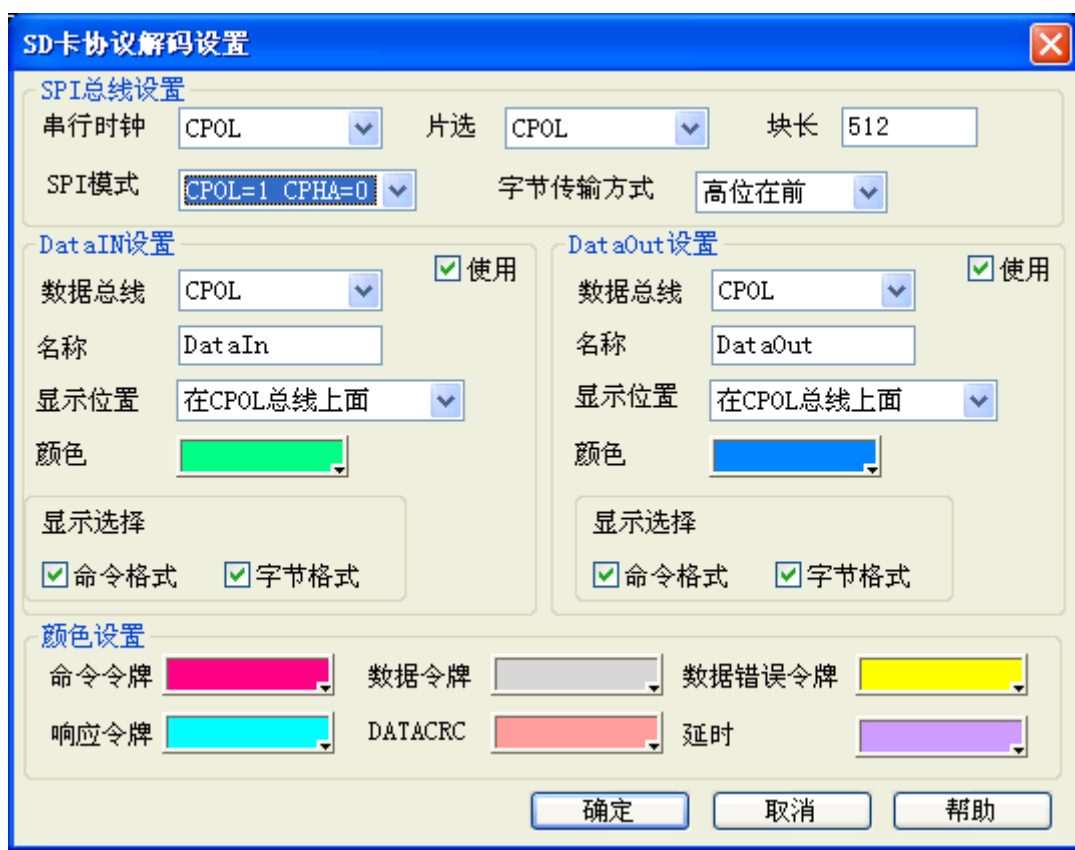 SD卡协议解码设置
SPI总线设置
串行时钟 CPOL 片选 CPOL 块长 512
SPI模式 CPOL=1 CPHA=0 字节传输方式 高位在前
DataIN设置
使用
数据总线 CPOL
名称 DataIn
显示位置 在CPOL总线上面
颜色
显示选择
命令格式 字节格式
DataOut设置
使用
数据总线 CPOL
名称 DataOut
显示位置 在CPOL总线上面
颜色
显示选择
命令格式 字节格式
颜色设置
命令令牌 数据令牌 数据错误令牌
响应令牌 DATACRC 延时
确定 取消 帮助